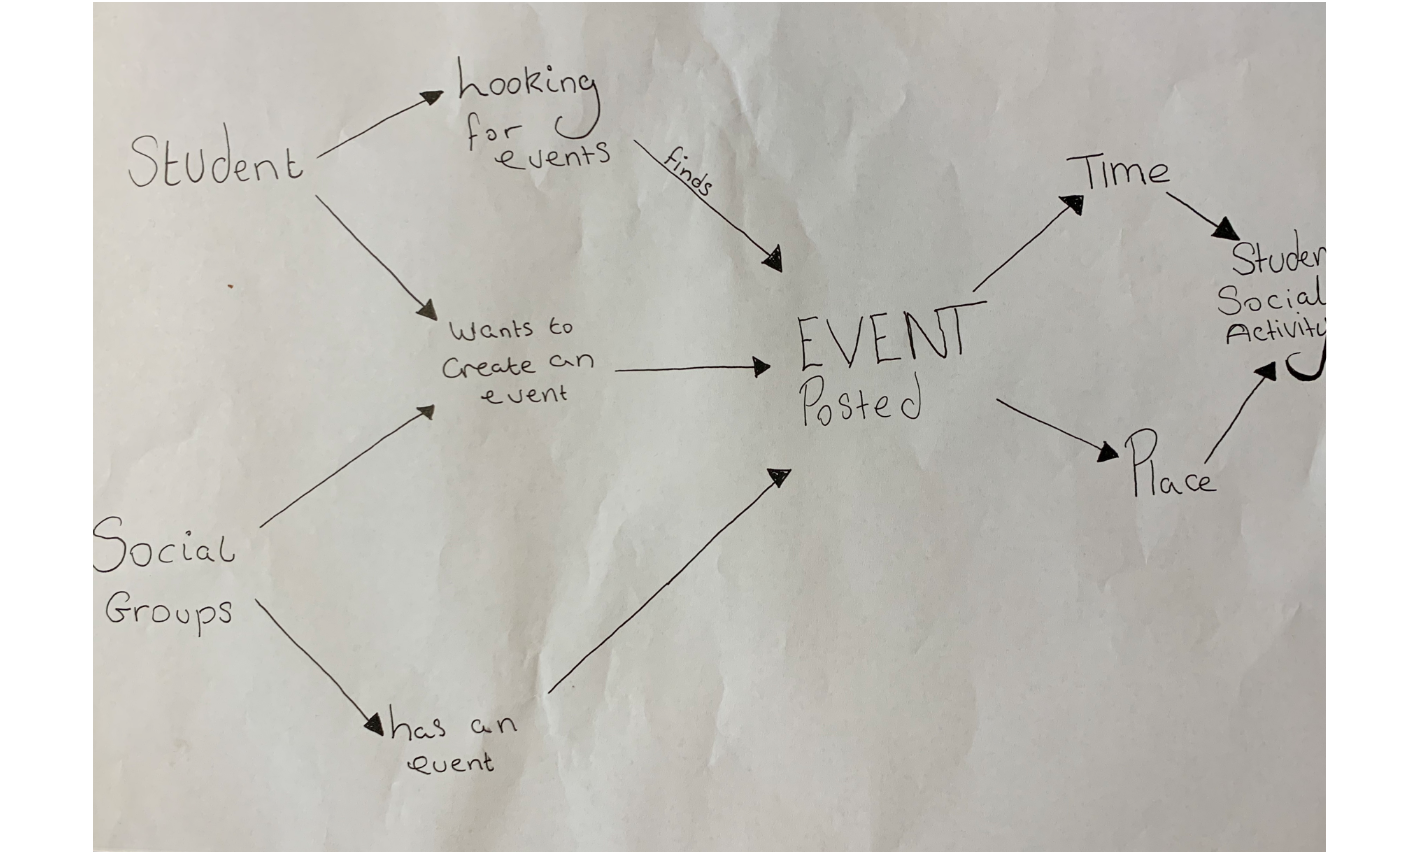 Student
Looking
for
events
finds
Wants to
Create an
event
Social
Groups
has an
event
EVENT
Posted
Time
Place
Studen
Social
Activity